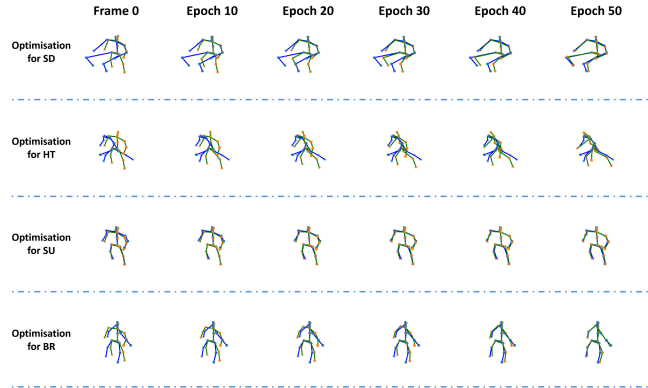 Frame 0 Epoch 10 Epoch 20 Epoch 30 Epoch 40 Epoch 50
Optimisation
for SD
Optimisation
for HT
Optimisation
for SU
Optimisation
for BR